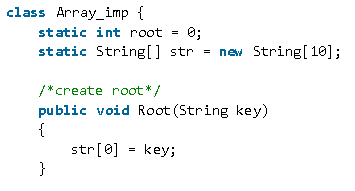 class Array_imp {
    static int root = 0;
    static String[] str = new String[10];

    /*create root*/
    public void Root(String key)
    {
        str[0] = key;
    }